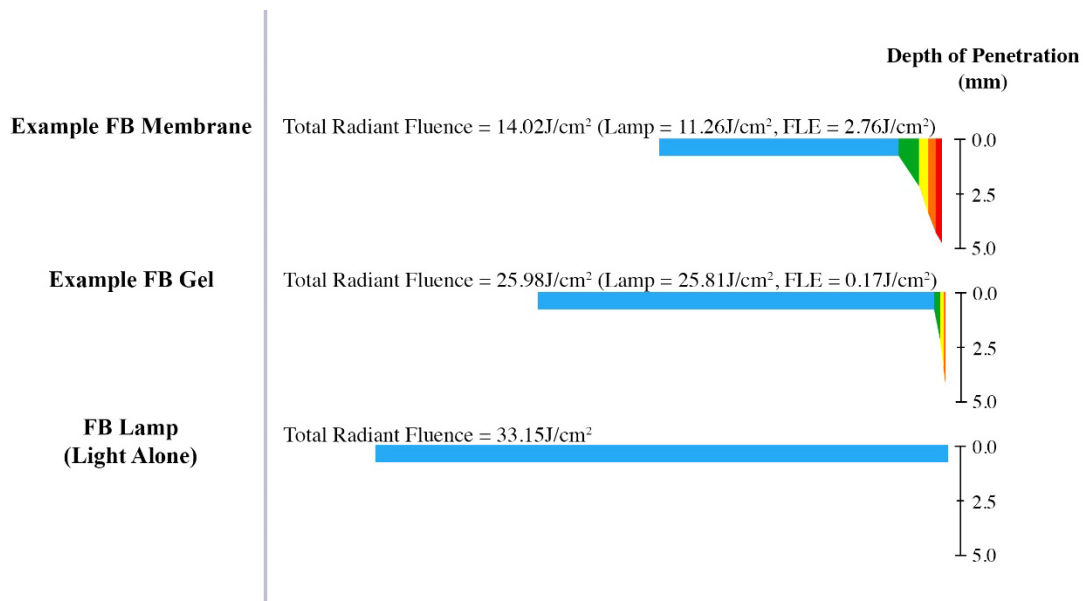 Depth of Penetration
(mm)
Example FB Membrane
Total Radiant Fluence = 14.02J/cm² (Lamp = 11.26J/cm², FLE = 2.76J/cm²)
0.0
2.5
5.0
Example FB Gel
Total Radiant Fluence = 25.98J/cm² (Lamp = 25.81J/cm², FLE = 0.17J/cm²)
0.0
2.5
5.0
FB Lamp
(Light Alone)
Total Radiant Fluence = 33.15J/cm²
0.0
2.5
5.0